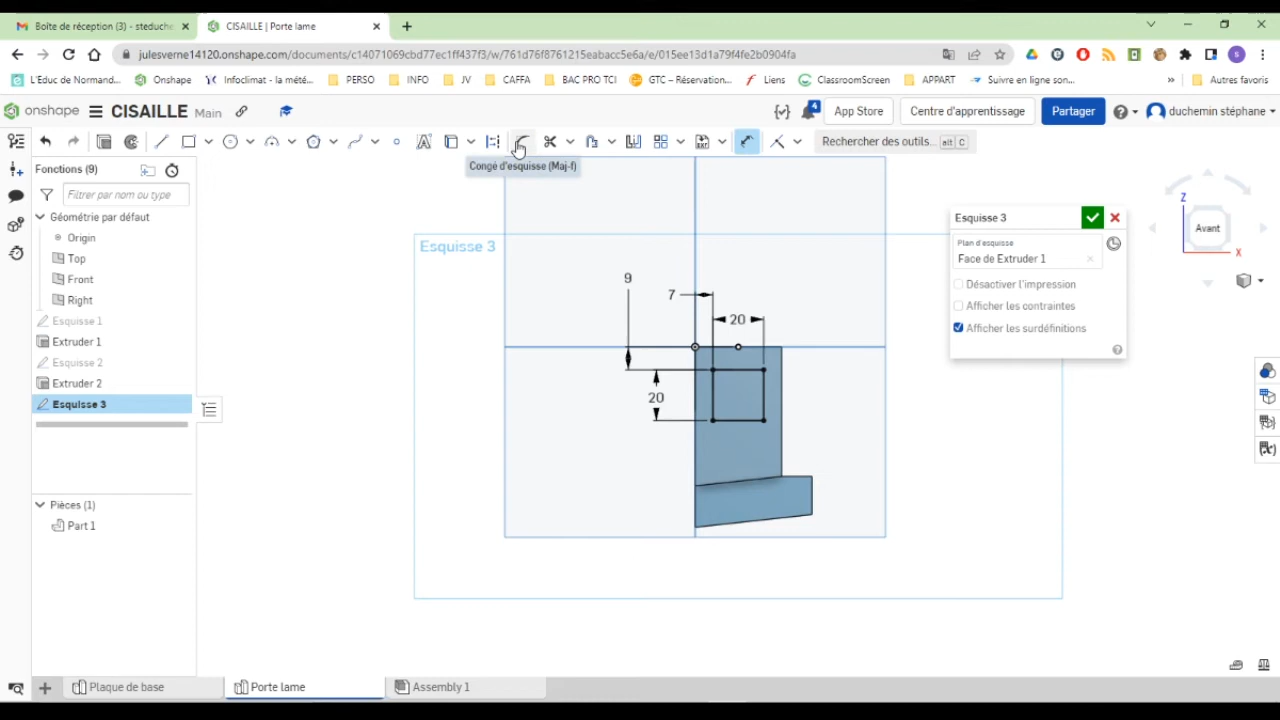 Boîte de réception (3) - steduche
CISAILLE | Porte lame
julesverne14120.onshape.com/documents/c14071069cbd77ec1ff437f3/w/761d76f8761215eabacc5e6a/e/015ee13d1a79f4fe2b0904fa
L'Educ de Normand...
Onshape
Infoclimat - la mété...
PERSO
INFO
JV
CAFFA
BAC PRO TCI
GTC – Réservation...
Liens
ClassroomScreen
APPART
Suivre en ligne son...
»
Autres favoris
onshape
CISAILLE
Main
4
App Store
Centre d'apprentissage
Partager
duchemin stéphane
Rechercher des outils...
alt
C
Congé d'esquisse (Maj-f)
Fonctions (9)
Filtrer par nom ou type
Géométrie par défaut
Origin
Top
Front
Right
Esquisse 1
Extruder 1
Esquisse 2
Extruder 2
Esquisse 3
Pièces (1)
Part 1
Esquisse 3
9
7
20
20
Esquisse 3
Plan d'esquisse
Face de Extruder 1
Désactiver l'impression
Afficher les contraintes
Afficher les surdéfinitions
Z
Avant
X
Plaque de base
Porte lame
Assembly 1